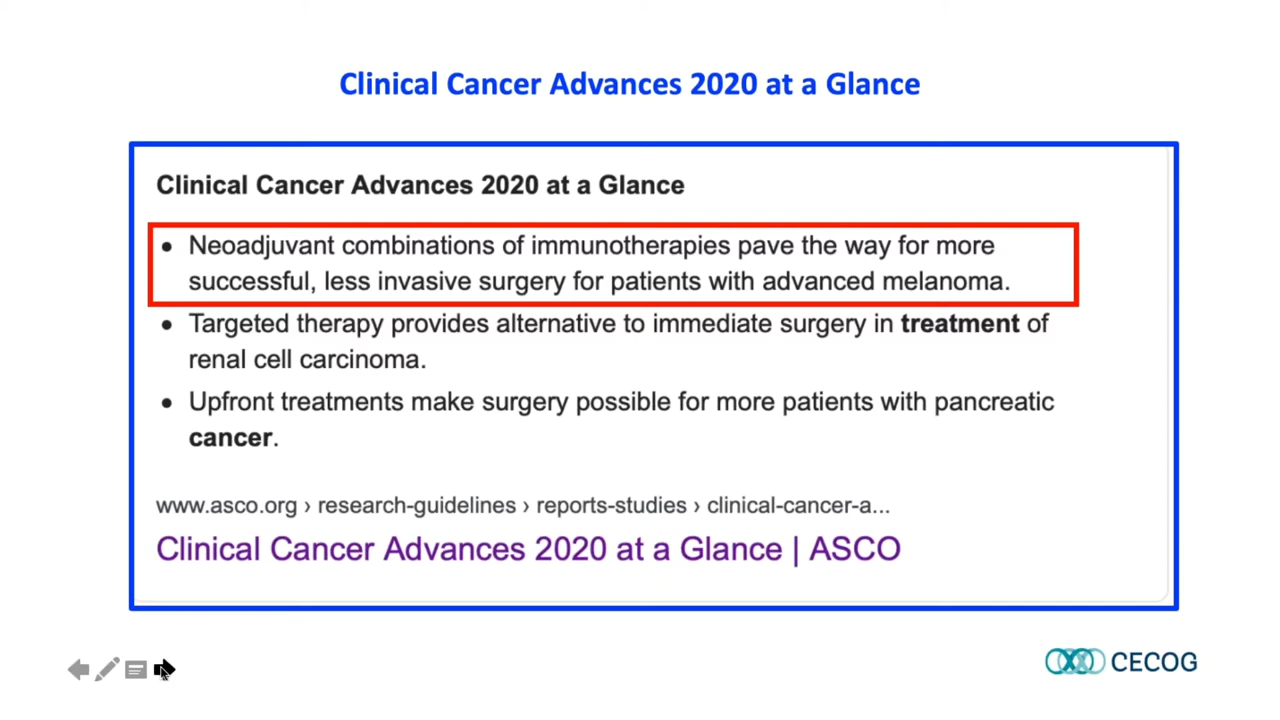 Clinical Cancer Advances 2020 at a Glance
Clinical Cancer Advances 2020 at a Glance
• Neoadjuvant combinations of immunotherapies pave the way for more
successful, less invasive surgery for patients with advanced melanoma.
• Targeted therapy provides alternative to immediate surgery in treatment of
renal cell carcinoma.
• Upfront treatments make surgery possible for more patients with pancreatic
cancer.
www.asco.org › research-guidelines › reports-studies › clinical-cancer-a...
Clinical Cancer Advances 2020 at a Glance | ASCO
CECOG